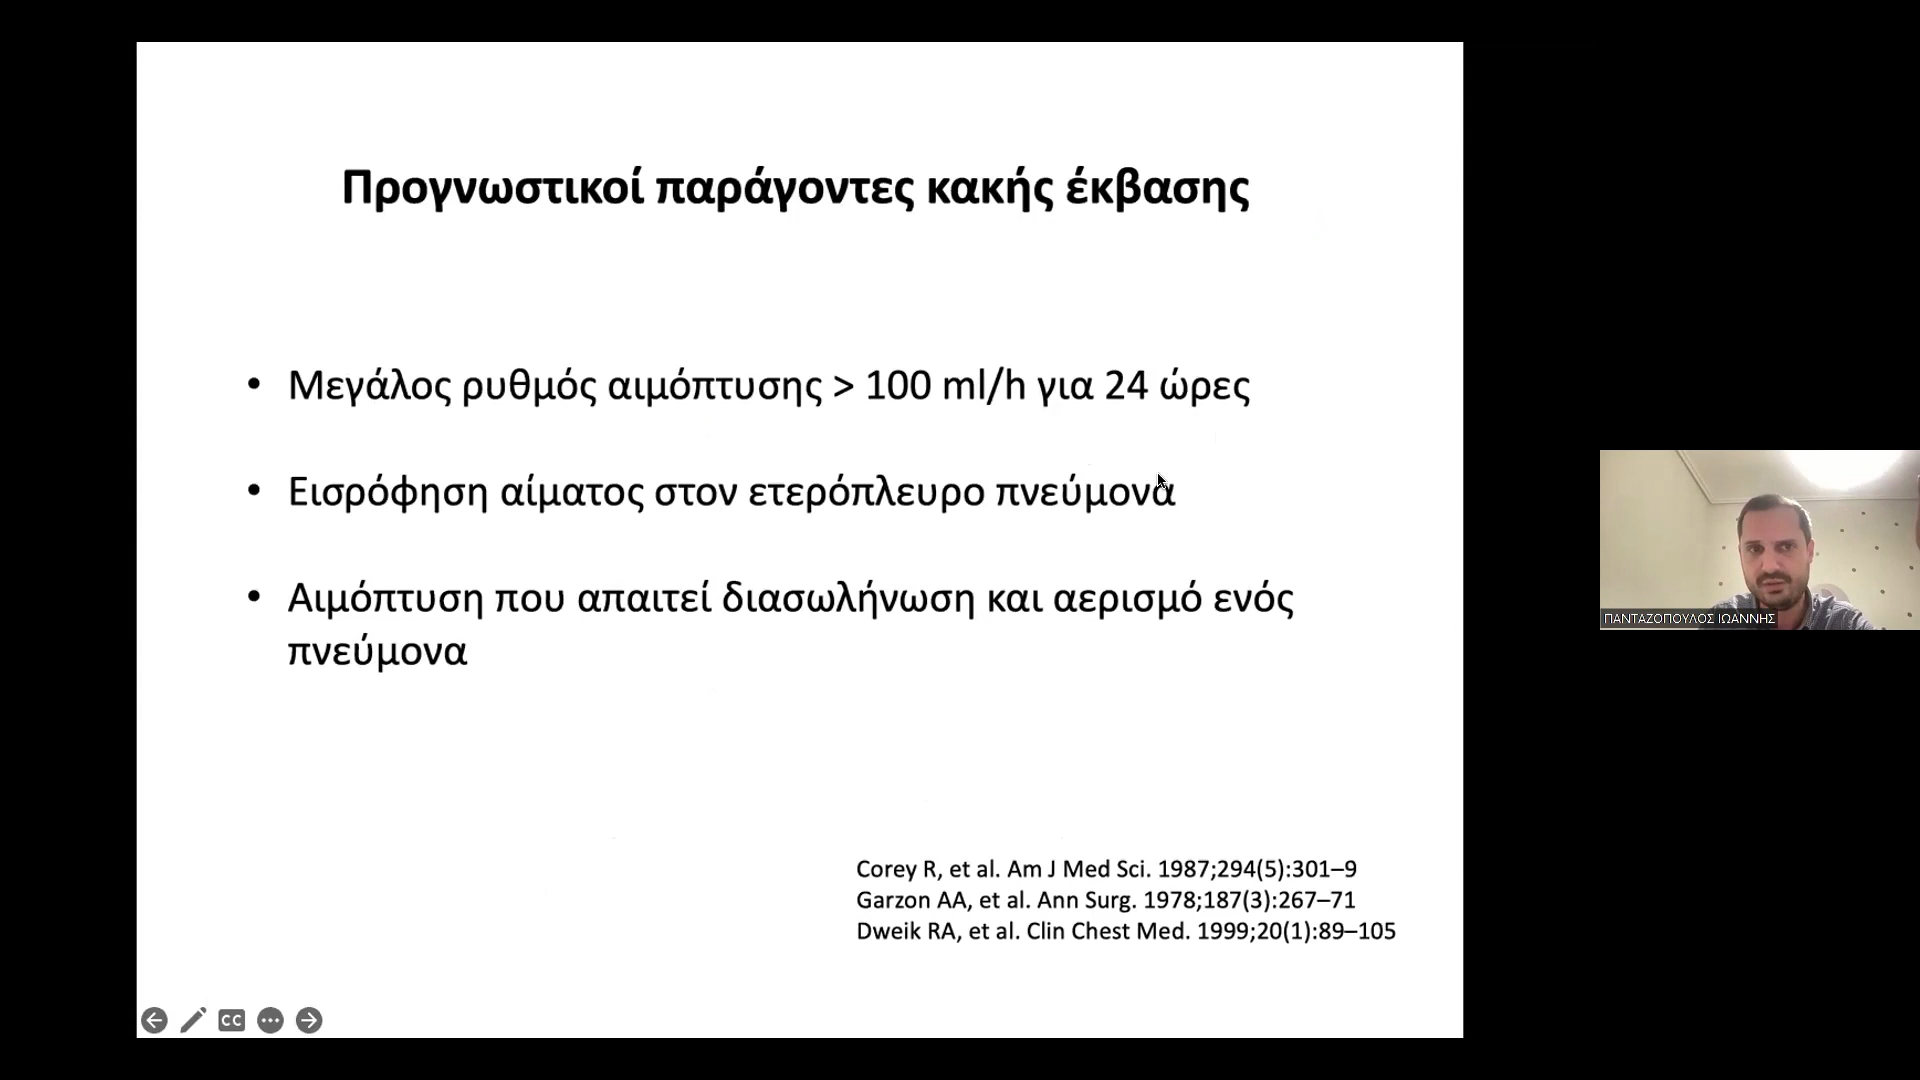 Προγνωστικοί παράγοντες κακής έκβασης
• Μεγάλος ρυθμός αιμόπτυσης > 100 ml/h για 24 ώρες
• Εισρόφηση αίματος στον ετερόπλευρο πνεύμονα
• Αιμόπτυση που απαιτεί διασωλήνωση και αερισμό ενός
πνεύμονα
Corey R, et al. Am J Med Sci. 1987;294(5):301–9
Garzon AA, et al. Ann Surg. 1978;187(3):267–71
Dweik RA, et al. Clin Chest Med. 1999;20(1):89–105
CC
ΠΑΝΤΑΖΟΠΟΥΛΟΣ ΙΩΑΝΝΗΣ